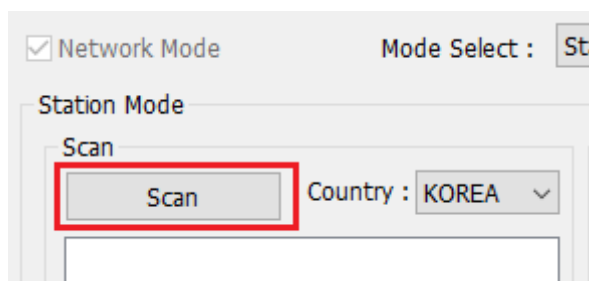 Network Mode Mode Select :
Station Mode
Scan
Scan Country : KOREA